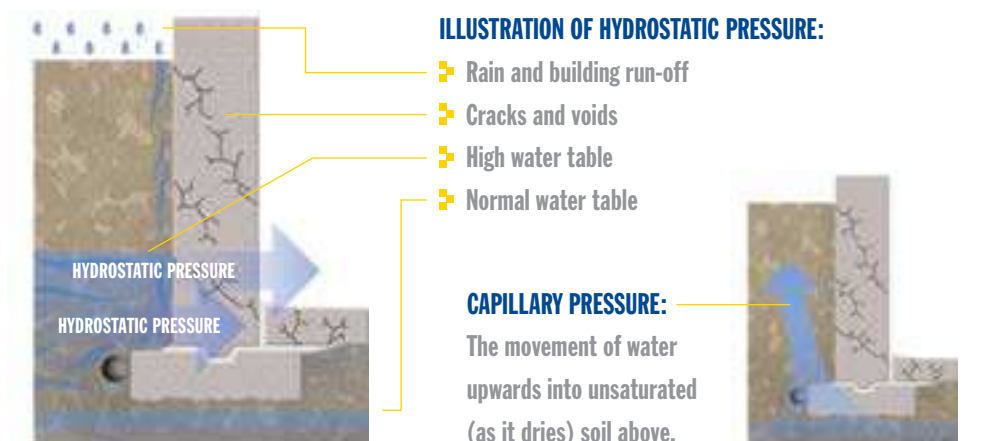 ILLUSTRATION OF HYDROSTATIC PRESSURE:
Rain and building run-off
Cracks and voids
High water table
Normal water table
HYDROSTATIC PRESSURE
HYDROSTATIC PRESSURE
CAPILLARY PRESSURE:
The movement of water
upwards into unsaturated
(as it dries) soil above.